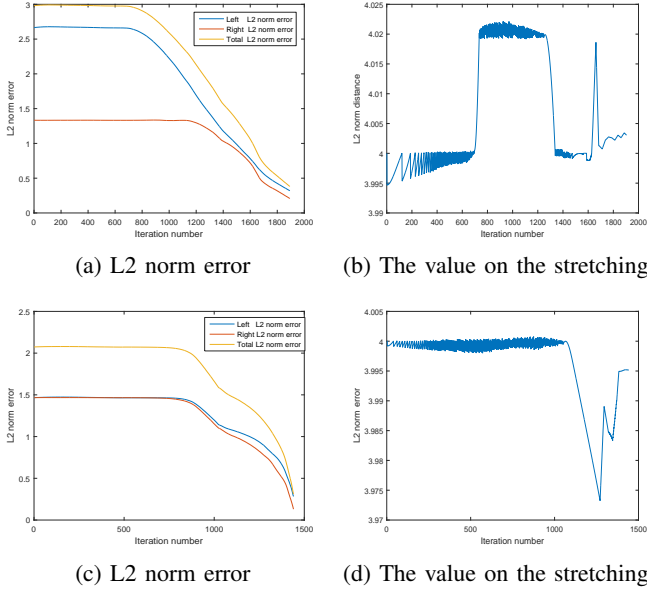 3
2.5
2
1.5
1
0.5
0
L2 norm error
0 200 400 600 800 1000 1200 1400 1600 1800 2000
Iteration number
Left L2 norm error
Right L2 norm error
Total L2 norm error
4.025
4.02
4.015
4.01
4.005
4
3.995
3.99
L2 norm distance
0 200 400 600 800 1000 1200 1400 1600 1800 2000
Iteration number
(a) L2 norm error
(b) The value on the stretching
2.5
2
1.5
1
0.5
0
L2 norm error
0 500 1000 1500
Iteration number
Left L2 norm error
Right L2 norm error
Total L2 norm error
4.005
4
3.995
3.99
3.985
3.98
3.975
3.97
L2 norm error
0 500 1000 1500
Iteration number
(c) L2 norm error
(d) The value on the stretching